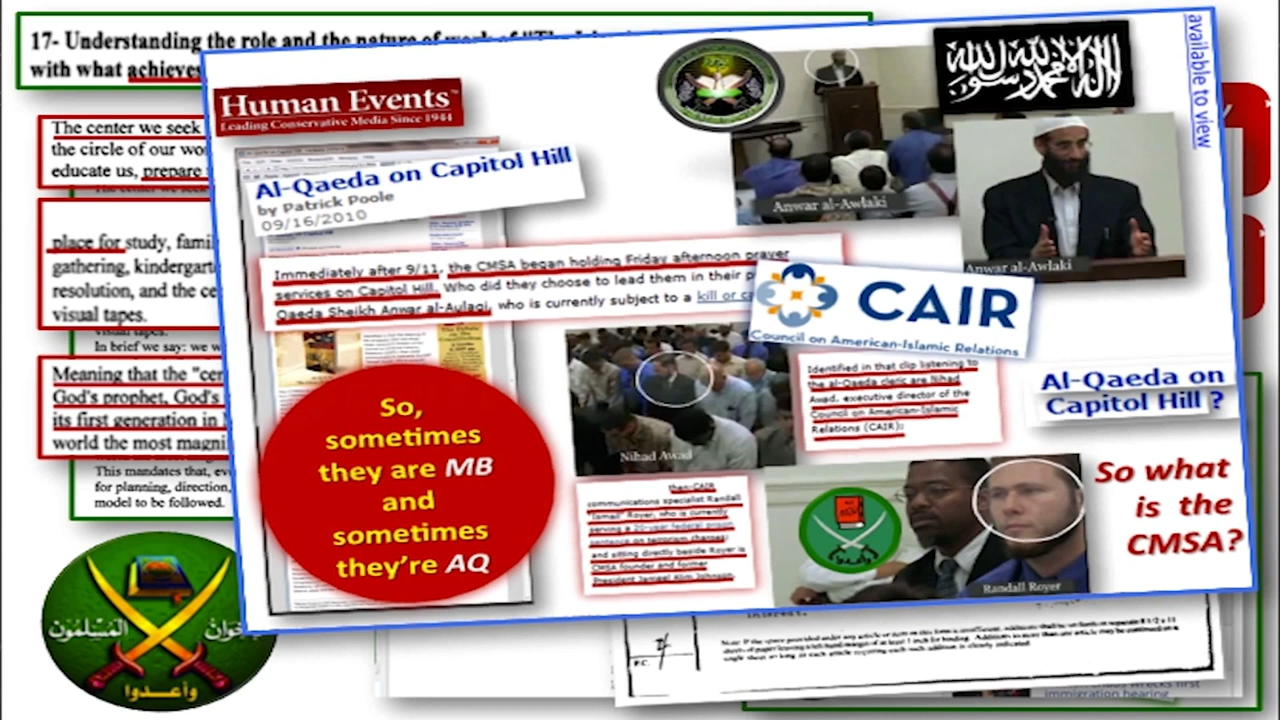 17- Understanding the role and the nature of work of "The
with what achieves
The center we seek
the circle of our wo
educate us, prepare
place for study, fami
gathering, kindergart
resolution, and the ce
visual tapes.
visual tapes.
In brief we say: we w
Meaning that the "cen
God's prophet, God's
its first generation in
world the most magni
This mandates that, ev
for planning, direction,
model to be followed.
المسلمون
وأعدوا
Human Events™
Leading Conservative Media Since 1944
Al-Qaeda on Capitol Hill
by Patrick Poole
09/16/2010
Immediately after 9/11, the CMSA began holding Friday afternoon prayer
services on Capitol Hill. Who did they choose to lead them in their p
Qaeda Sheikh Anwar al-Aulaqi, who is currently subject to a kill or ca
So,
sometimes
they are MB
and
sometimes
they're AQ
Anwar al-Awlaki
Anwar al-Awlaki
available to view
CAIR
Council on American-Islamic Relations
Nihad Awad
Identified in that clip listening to
the al-Qaeda cleric are Nihad
Awad, executive director of the
Council on American-Islamic
Relations (CAIR);
Al-Qaeda on
Capitol Hill ?
then-CAIR
communications specialist Randall
"Ismail" Royer, who is currently
serving a 20-year federal prison
sentence on terrorism charges;
and sitting directly beside Royer is
CMSA founder and former
President Jameel Alim Johnson.
Randall Royer
So what
is the
CMSA?
interest.
P.C.
immigration hearing